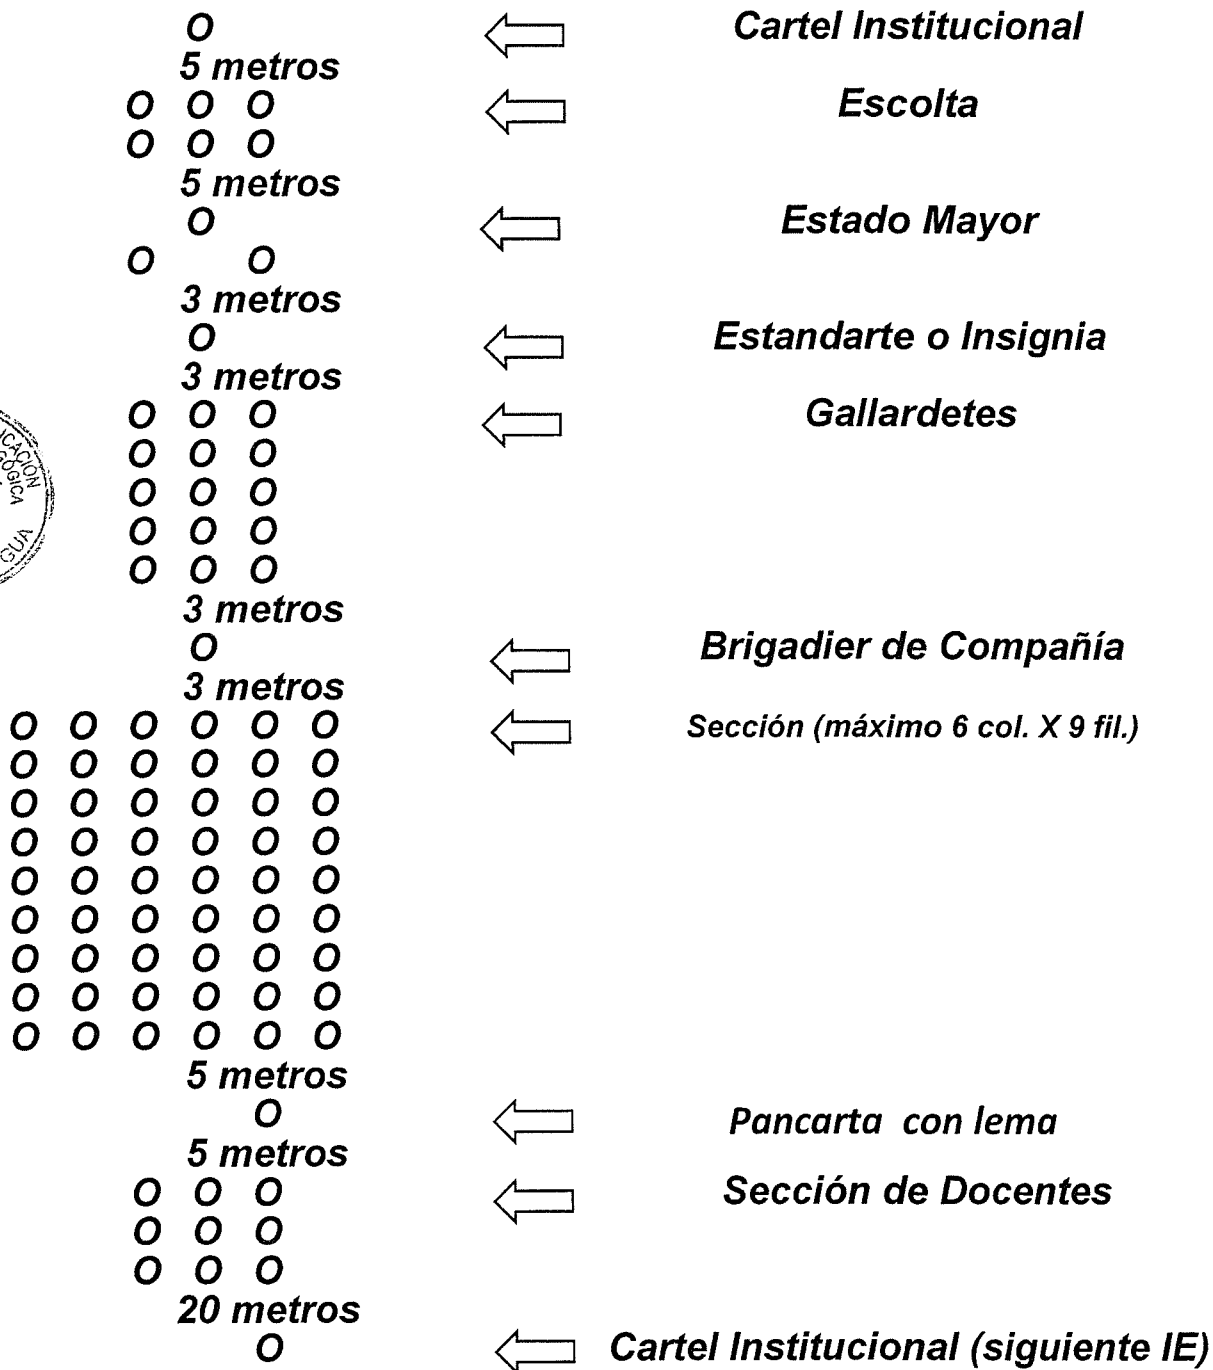 O Cartel Institucional
5 metros
O O O Escolta
O O O
5 metros
O Estado Mayor
O O
3 metros
O Estandarte o Insignia
3 metros
O O O Gallardetes
O O O
O O O
O O O
O O O
3 metros
O Brigadier de Compañía
3 metros
O O O O O O Sección (máximo 6 col. X 9 fil.)
O O O O O O
O O O O O O
O O O O O O
O O O O O O
O O O O O O
O O O O O O
O O O O O O
O O O O O O
5 metros
O Pancarta con lema
5 metros
O O O Sección de Docentes
O O O
O O O
20 metros
O Cartel Institucional (siguiente IE)